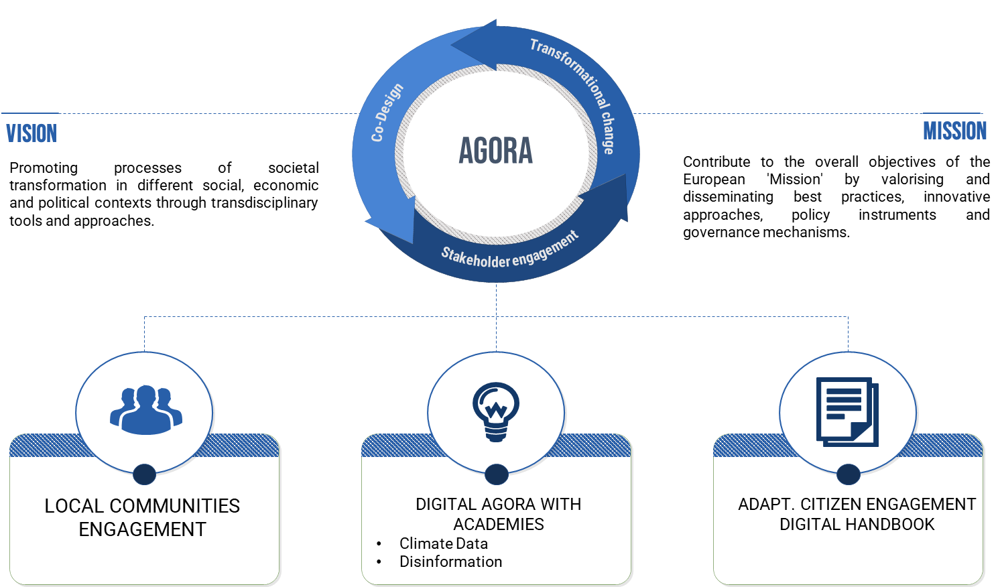 Transformational change
Co-Design
Stakeholder engagement
AGORA
VISION
Promoting processes of societal
transformation in different social, economic
and political contexts through transdisciplinary
tools and approaches.
MISSION
Contribute to the overall objectives of the
European 'Mission' by valorising and
disseminating best practices, innovative
approaches, policy instruments and
governance mechanisms.
LOCAL COMMUNITIES
ENGAGEMENT
DIGITAL AGORA WITH
ACADEMIES
• Climate Data
• Disinformation
ADAPT. CITIZEN ENGAGEMENT
DIGITAL HANDBOOK